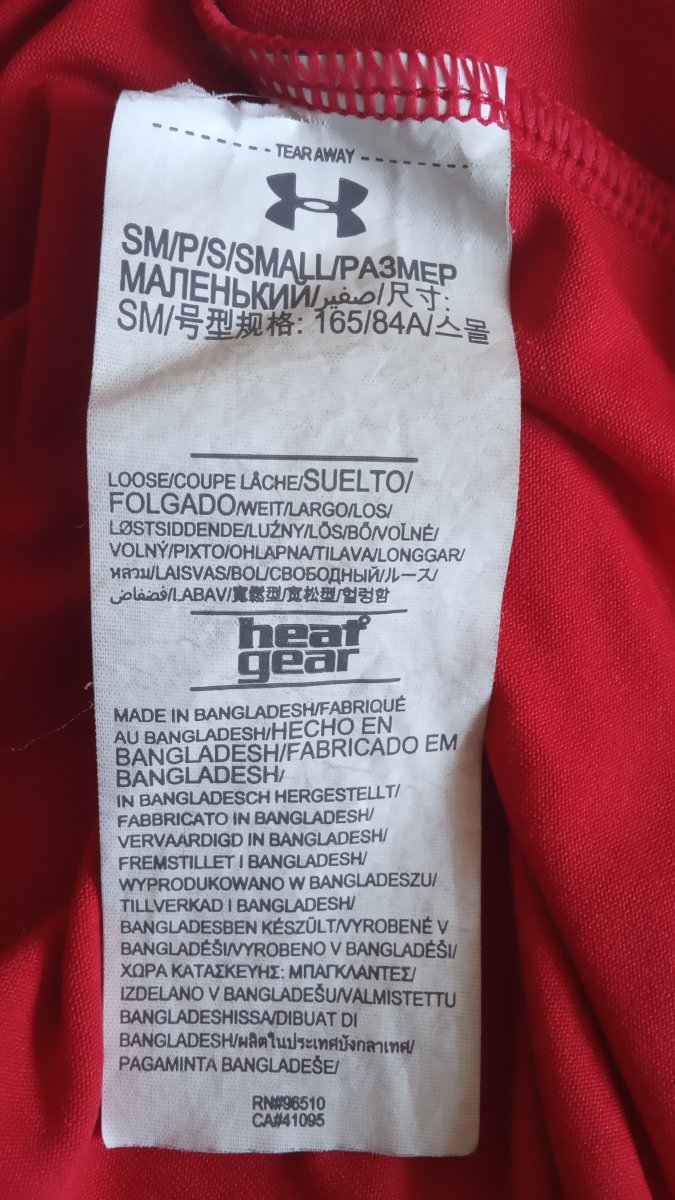 TEAR AWAY
SM/P/S/SMALL/РАЗМЕР
МАЛЕНЬКИЙ/صغير/尺寸:
SM/号型规格: 165/84A/스몰
LOOSE/COUPE LÂCHE/SUELTO/
FOLGADO/WEIT/LARGO/LOS/
LØSTSIDDENDE/LUŹNY/LÖS/BŐ/VOĽNÉ/
VOLNÝ/ΡΙΧΤΟ/OHLAPNA/TILAVA/LONGGAR/
หลวม/LAISVAS/BOL/СВОБОДНЫЙ/ルース/
فضفاض/LABAV/寬鬆型/宽松型/헐렁함
heat
gear
MADE IN BANGLADESH/FABRIQUÉ
AU BANGLADESH/HECHO EN
BANGLADESH/FABRICADO EM
BANGLADESH/
IN BANGLADESCH HERGESTELLT/
FABBRICATO IN BANGLADESH/
VERVAARDIGD IN BANGLADESH/
FREMSTILLET I BANGLADESH/
WYPRODUKOWANO W BANGLADESZU/
TILLVERKAD I BANGLADESH/
BANGLADESBEN KÉSZÜLT/VYROBENÉ V
BANGLADÉŠI/VYROBENO V BANGLADÉŠI/
ΧΩΡΑ ΚΑΤΑΣΚΕΥΗΣ: ΜΠΑΓΚΛΑΝΤΕΣ/
IZDELANO V BANGLADEŠU/VALMISTETTU
BANGLADESHISSA/DIBUAT DI
BANGLADESH/ผลิตในประเทศบังกลาเทศ/
PAGAMINTA BANGLADEŠE/
RN#96510
CA#41095